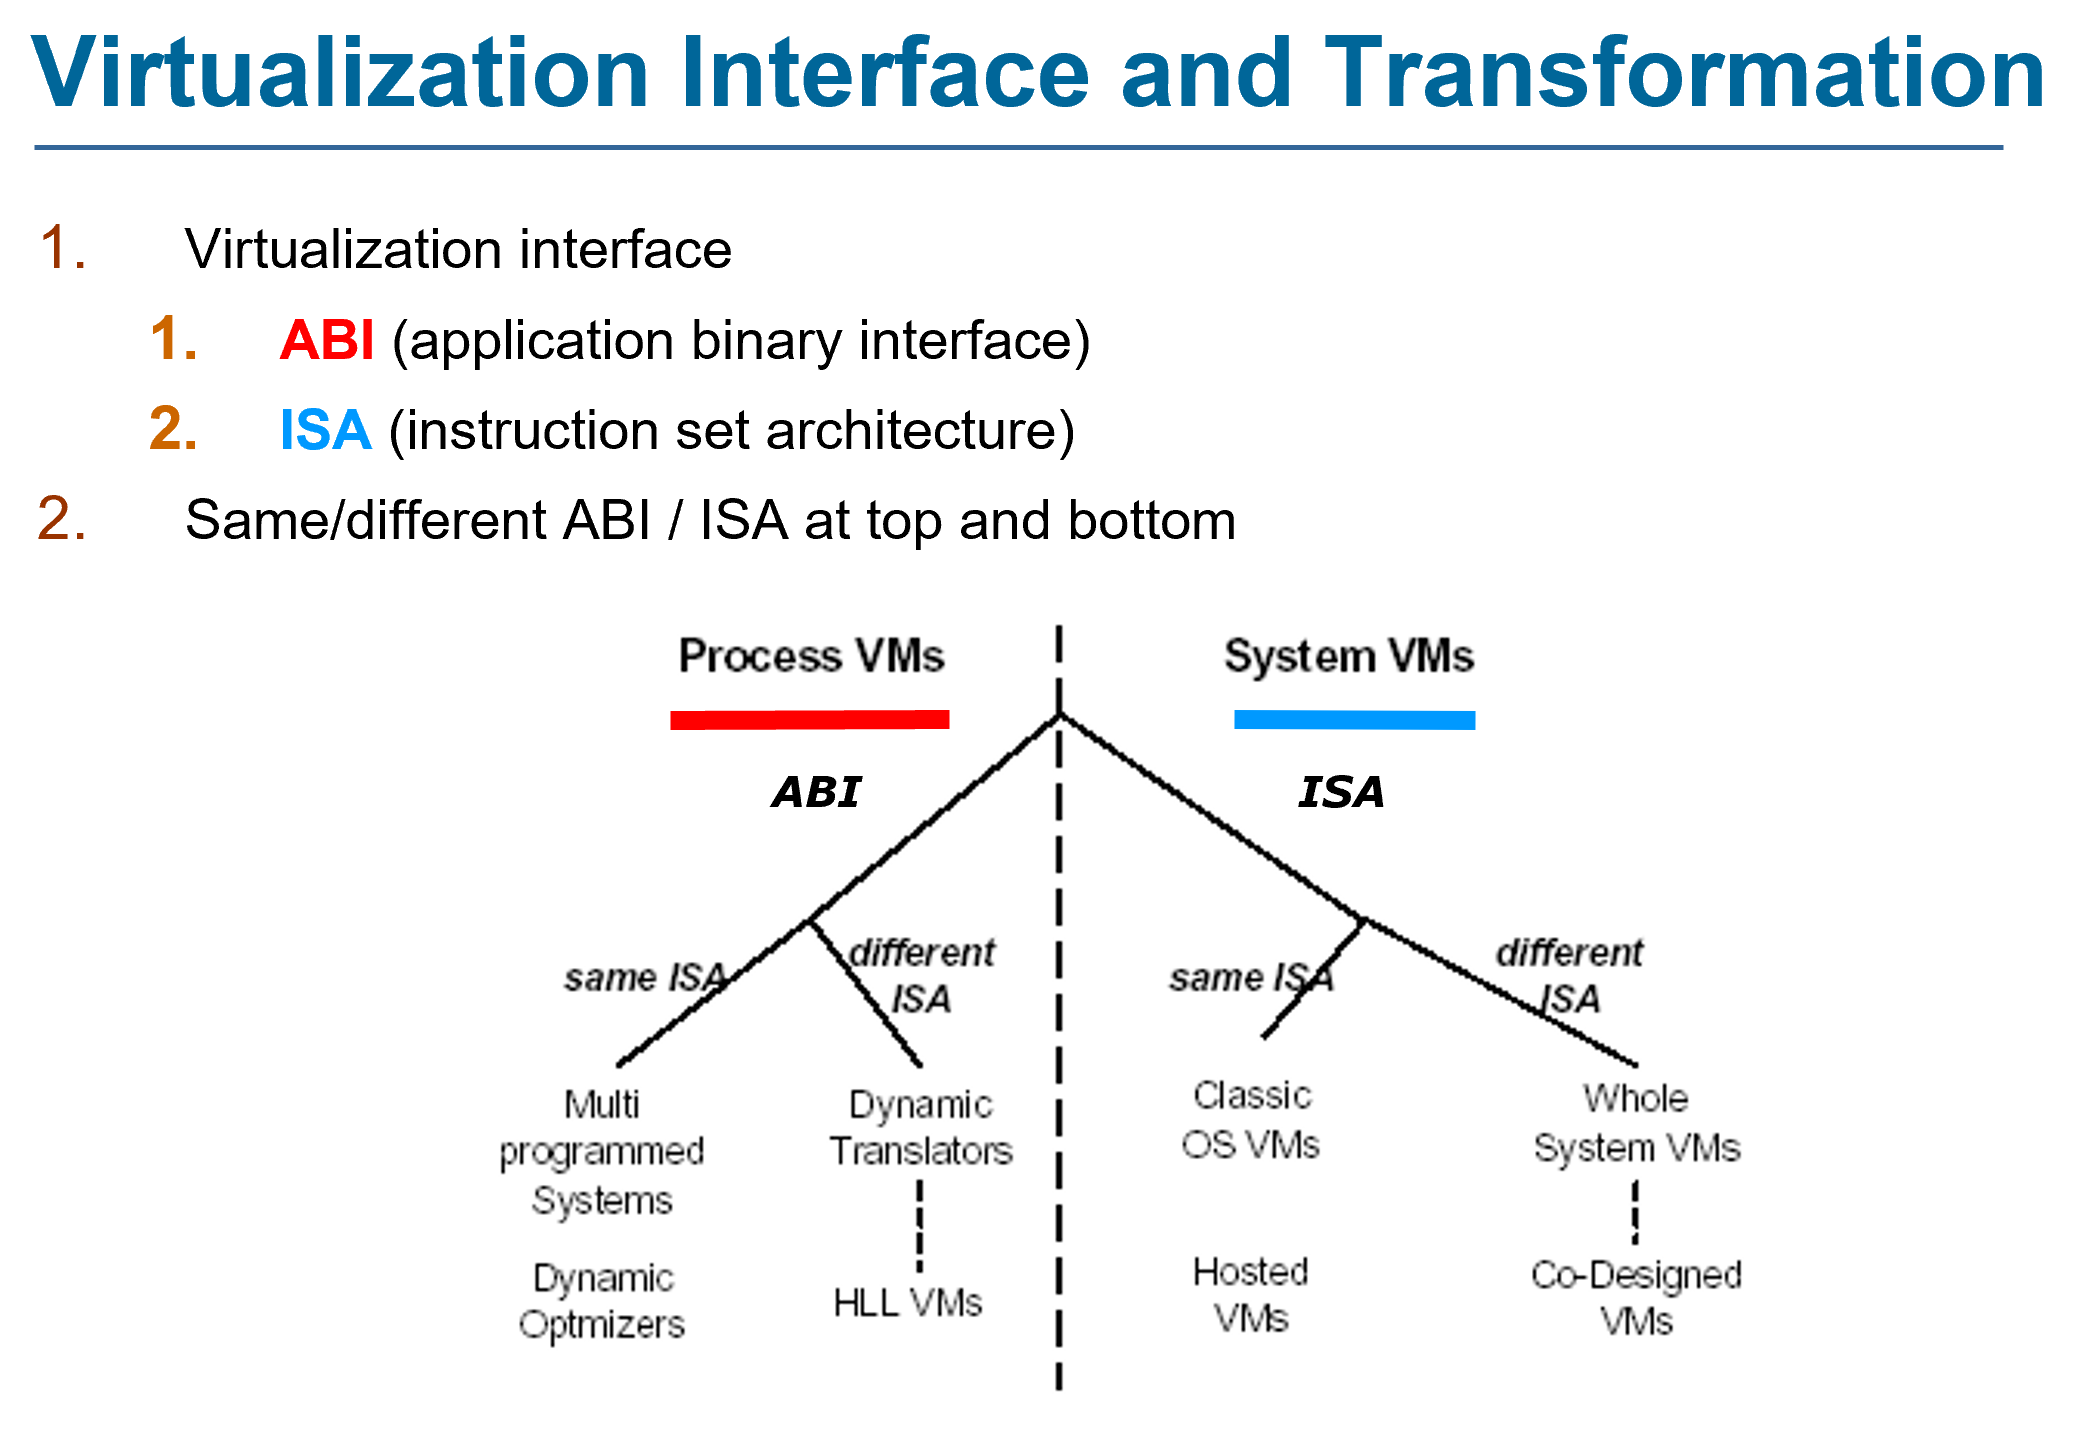 Virtualization Interface and Transformation
1. Virtualization interface
1. ABI (application binary interface)
2. ISA (instruction set architecture)
2. Same/different ABI / ISA at top and bottom
Process VMs
System VMs
ABI
ISA
same ISA
different
ISA
same ISA
different
ISA
Multi
programmed
Systems
Dynamic
Translators
Classic
OS VMs
Whole
System VMs
Dynamic
Optmizers
HLL VMs
Hosted
VMs
Co-Designed
VMs